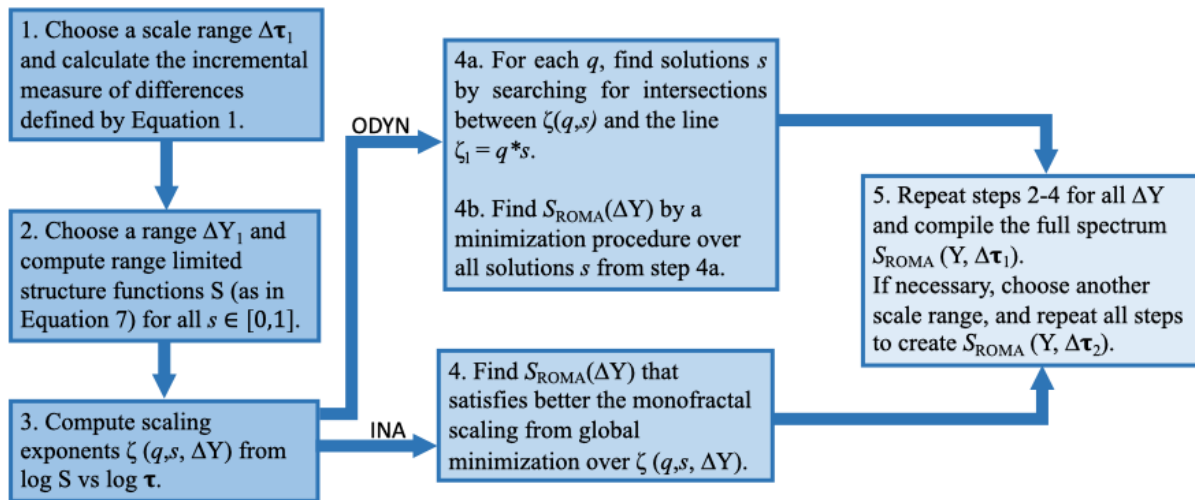 1. Choose a scale range Δτ₁
and calculate the incremental
measure of differences
defined by Equation 1.
2. Choose a range ΔY₁ and
compute range limited
structure functions S (as in
Equation 7) for all s ∈ [0,1].
3. Compute scaling
exponents ζ (q,s, ΔY) from
log S vs log τ.
ODYN
4a. For each q, find solutions s
by searching for intersections
between ζ(q,s) and the line
ζₗ = q*s.
4b. Find S_ROMA(ΔY) by a
minimization procedure over
all solutions s from step 4a.
INA
4. Find S_ROMA(ΔY) that
satisfies better the monofractal
scaling from global
minimization over ζ (q,s, ΔY).
5. Repeat steps 2-4 for all ΔY
and compile the full spectrum
S_ROMA (Y, Δτ₁).
If necessary, choose another
scale range, and repeat all steps
to create S_ROMA (Y, Δτ₂).